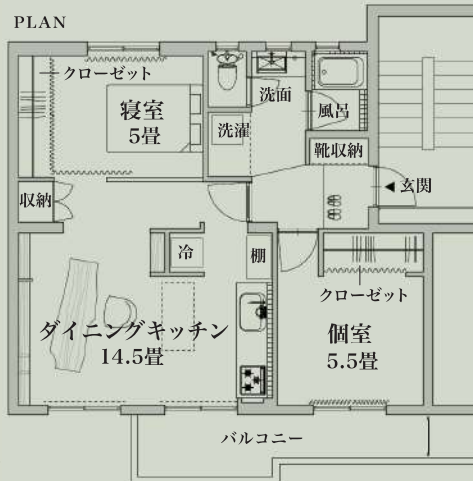 PLAN
クローゼット
寝室
5畳
洗面
洗濯
風呂
靴収納
玄関
収納
冷
棚
クローゼット
ダイニングキッチン
14.5畳
個室
5.5畳
バルコニー